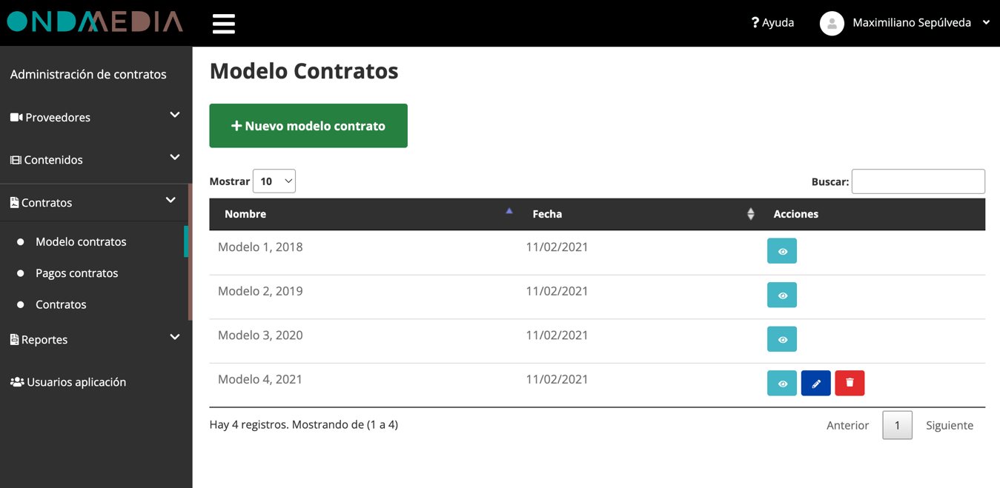 ONDAMEDIA
? Ayuda
Maximiliano Sepúlveda
Administración de contratos
Proveedores
Contenidos
Contratos
Modelo contratos
Pagos contratos
Contratos
Reportes
Usuarios aplicación
Modelo Contratos
+ Nuevo modelo contrato
Mostrar 10
Buscar:
Nombre Fecha Acciones
Modelo 1, 2018 11/02/2021
Modelo 2, 2019 11/02/2021
Modelo 3, 2020 11/02/2021
Modelo 4, 2021 11/02/2021
Hay 4 registros. Mostrando de (1 a 4)
Anterior 1 Siguiente